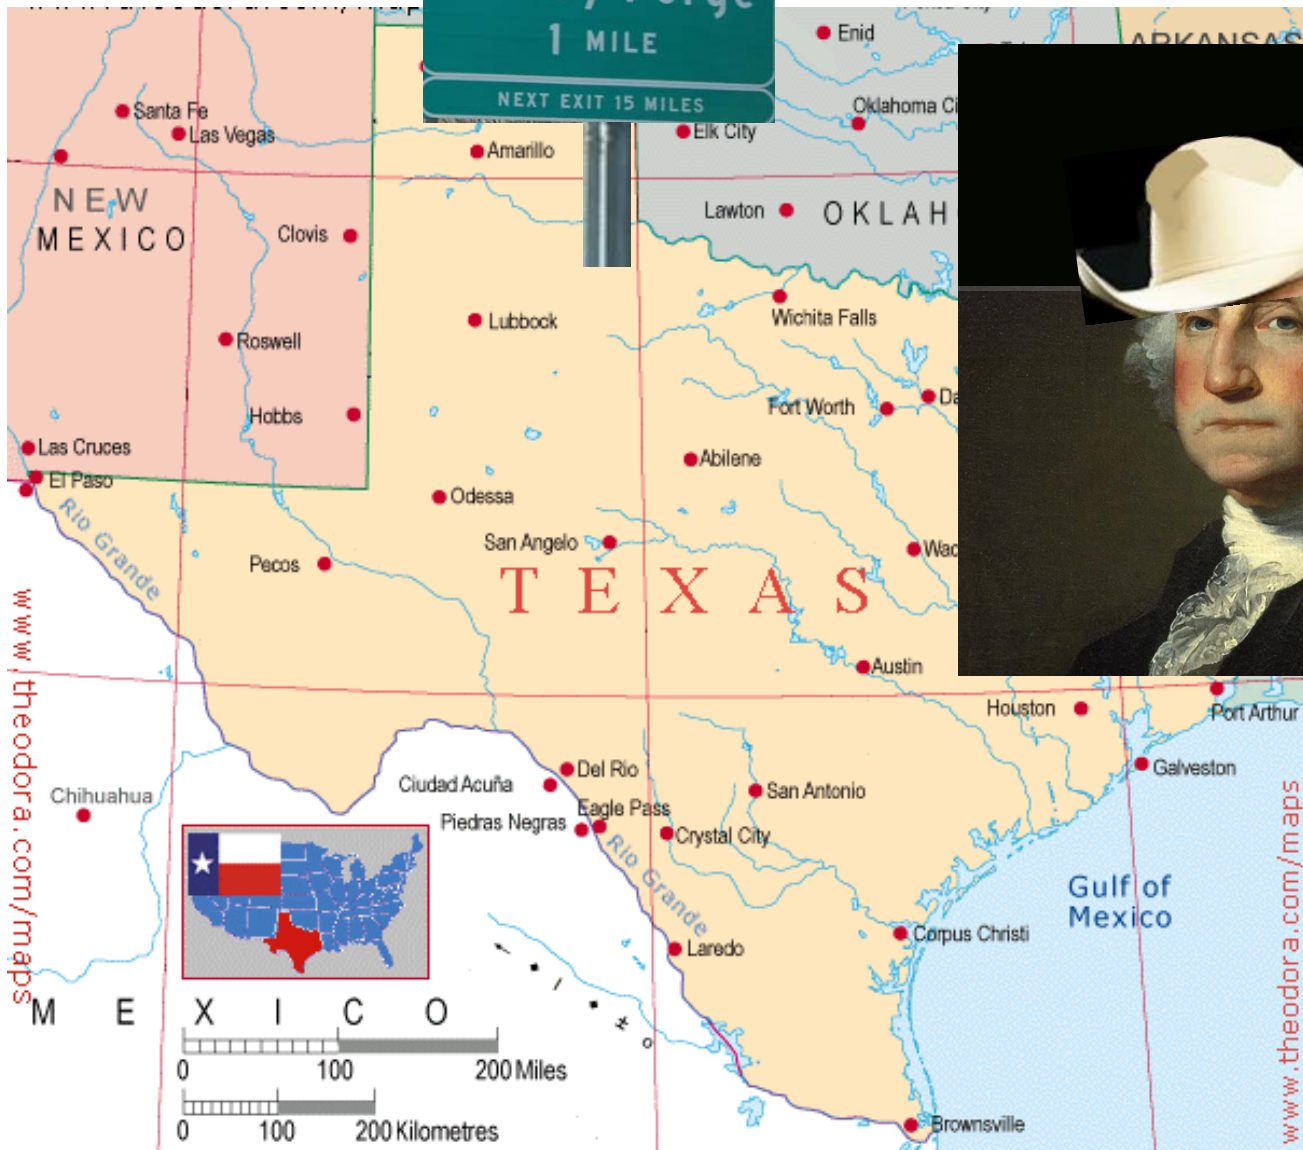 1 MILE
NEXT EXIT 15 MILES
Enid
ARKANSAS
Santa Fe
Las Vegas
Oklahoma Ci
Elk City
Amarillo
NEW
MEXICO
Lawton
OKLAH
Clovis
Wichita Falls
Lubbock
Roswell
Hobbs
Fort Worth
Da
Las Cruces
El Paso
Abilene
Odessa
Rio Grande
San Angelo
Wac
Pecos
TEXAS
Austin
Houston
Port Arthur
Galveston
Del Rio
Ciudad Acuña
San Antonio
Chihuahua
Eagle Pass
Piedras Negras
Crystal City
Rio Grande
Gulf of
Mexico
Corpus Christi
Laredo
MEXICO
0 100 200 Miles
0 100 200 Kilometres
Brownsville
www.theodora.com/maps
www.theodora.com/maps